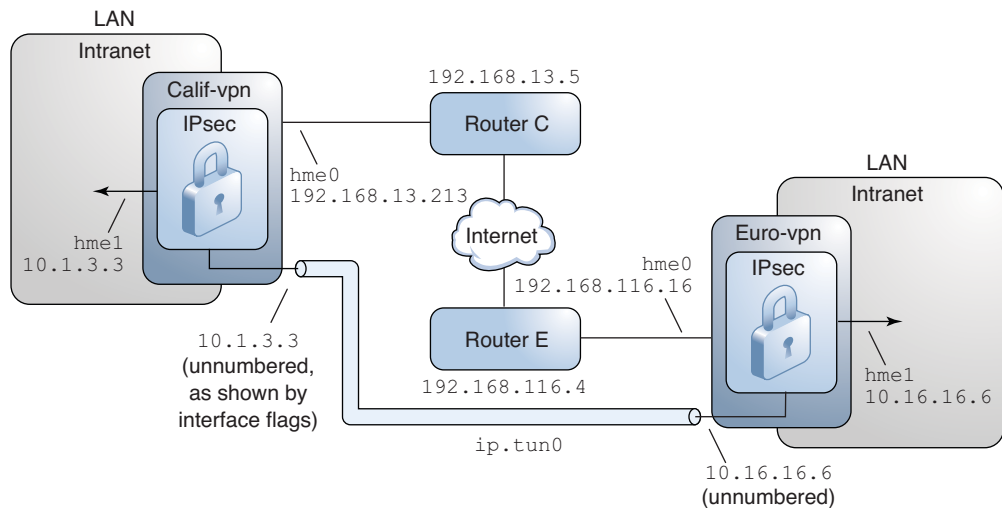 LAN
Intranet
Calif-vpn
IPsec
hme1
10.1.3.3
hme0
192.168.13.213
192.168.13.5
Router C
Internet
Router E
192.168.116.4
hme0
192.168.116.16
LAN
Intranet
Euro-vpn
IPsec
hme1
10.16.16.6
10.1.3.3
(unnumbered,
as shown by
interface flags)
ip.tun0
10.16.16.6
(unnumbered)